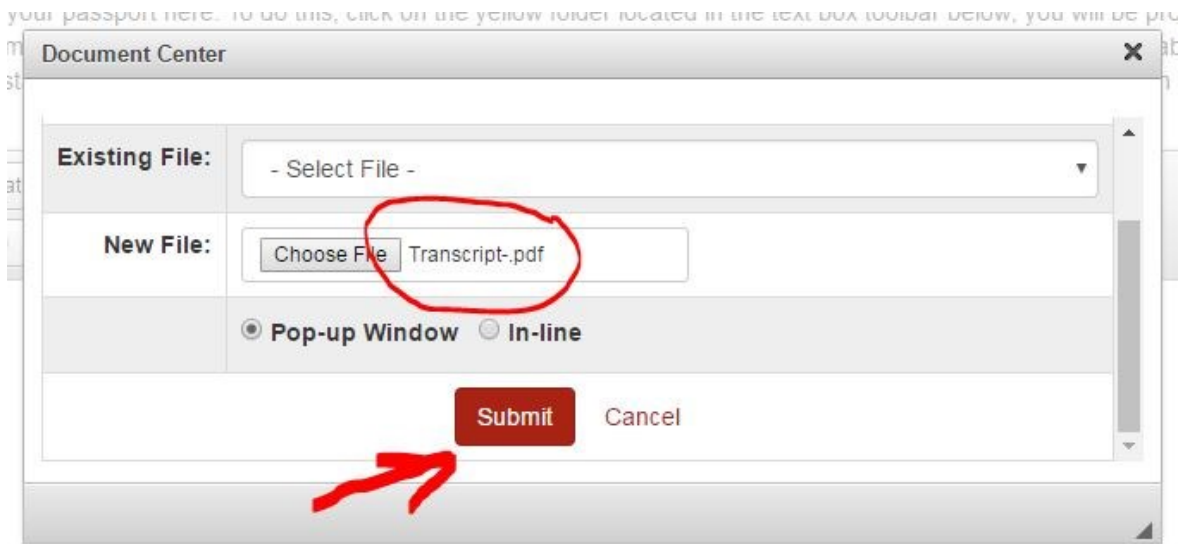 your passport here. To do this, click on the yellow folder located in the text box toolbar below, you will be pro
Document Center
Existing File:
- Select File -
New File:
Choose File Transcript-.pdf
Pop-up Window In-line
Submit Cancel